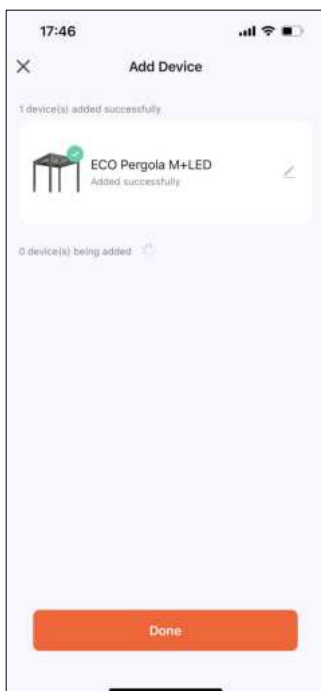 17:46
Add Device
1 device(s) added successfully
ECO Pergola M+LED
Added successfully
0 device(s) being added
Done